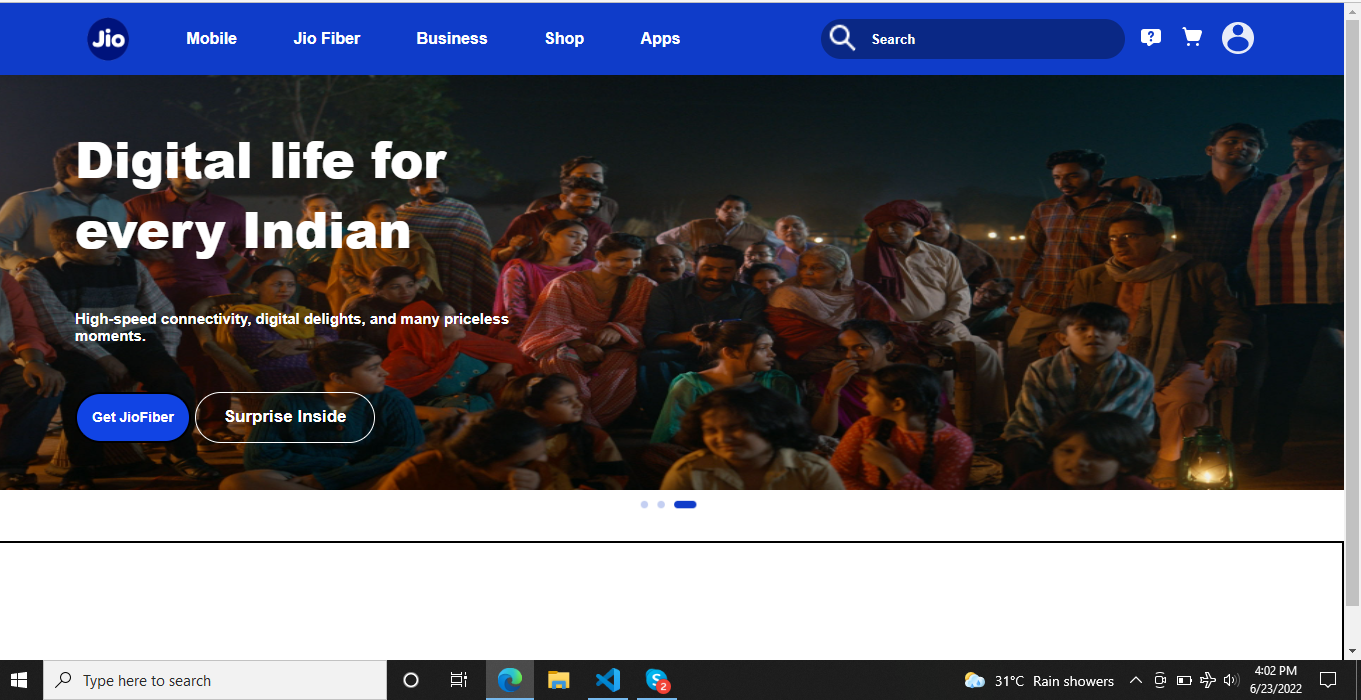 Jio
Mobile
Jio Fiber
Business
Shop
Apps
Search
?
Digital life for
every Indian
High-speed connectivity, digital delights, and many priceless
moments.
Get JioFiber
Surprise Inside
Type here to search
2
31°C Rain showers
4:02 PM
6/23/2022